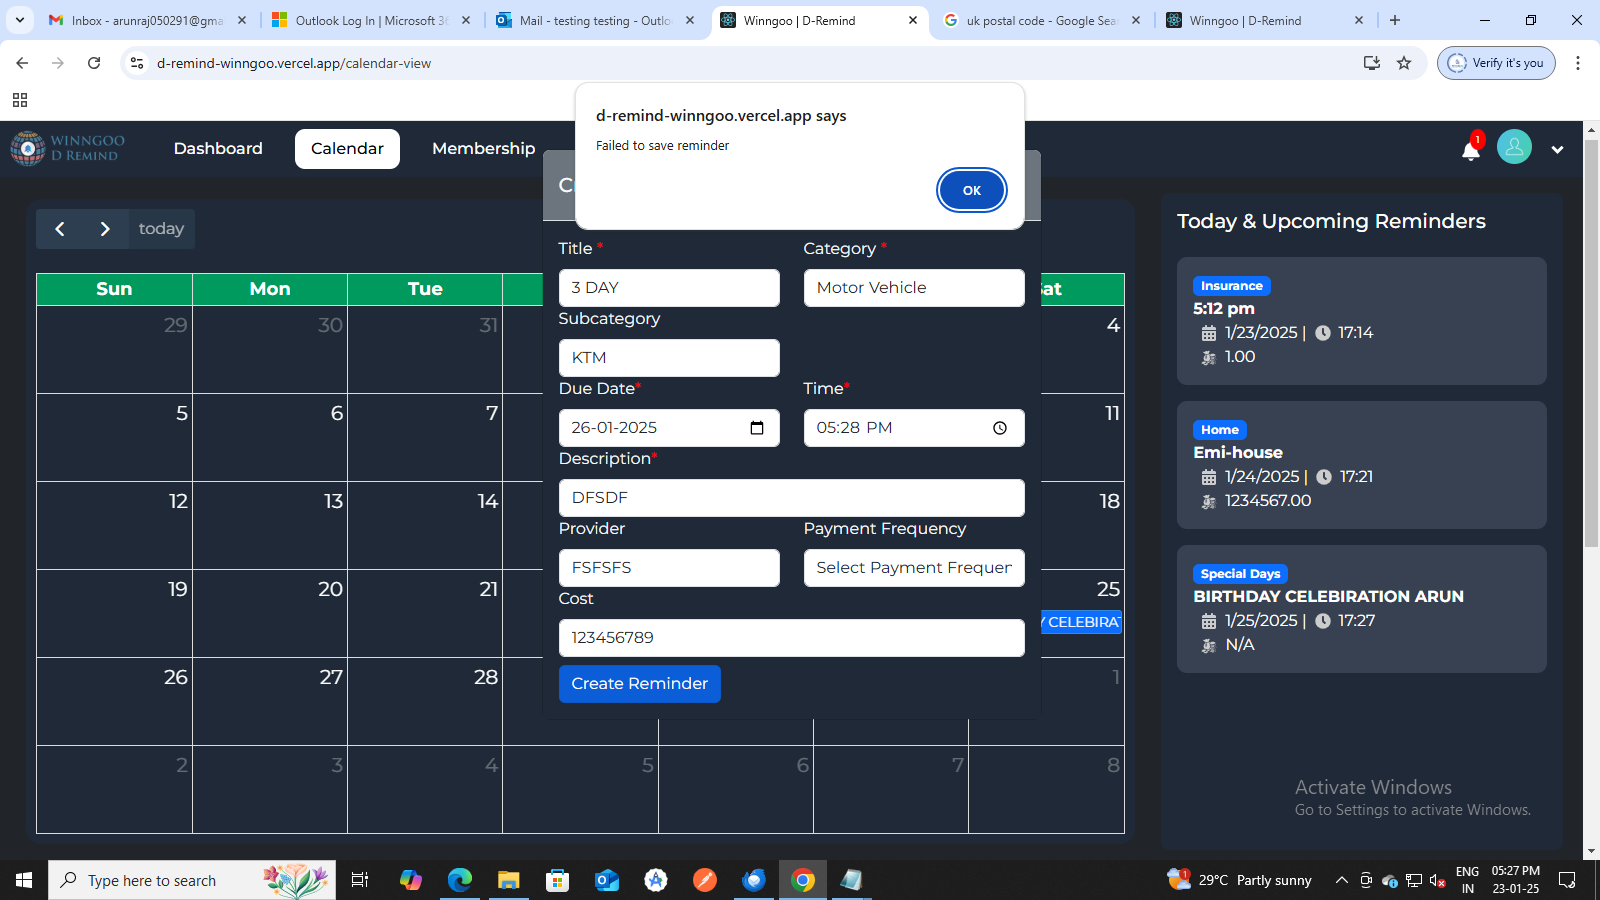 Inbox - arunraj050291@gma
Outlook Log In | Microsoft 36
Mail - testing testing - Outlo
Winngoo | D-Remind
uk postal code - Google Sea
Winngoo | D-Remind
d-remind-winngoo.vercel.app/calendar-view
Verify it's you
d-remind-winngoo.vercel.app says
Failed to save reminder
OK
WINNGOO
D REMIND
Dashboard
Calendar
Membership
1
today
Sun Mon Tue
29 30 31 4
5 6 7 11
12 13 14 18
19 20 21 25
Y CELEBIRAT
26 27 28 1
2 3 4 5 6 7 8
Title *
Category *
3 DAY
Motor Vehicle
Subcategory
KTM
Due Date*
Time*
26-01-2025
05:28 PM
Description*
DFSDF
Provider
Payment Frequency
FSFSFS
Select Payment Frequen
Cost
123456789
Create Reminder
Today & Upcoming Reminders
Insurance
5:12 pm
1/23/2025 | 17:14
1.00
Home
Emi-house
1/24/2025 | 17:21
1234567.00
Special Days
BIRTHDAY CELEBIRATION ARUN
1/25/2025 | 17:27
N/A
Activate Windows
Go to Settings to activate Windows.
Type here to search
1
29°C Partly sunny
ENG
IN
05:27 PM
23-01-25